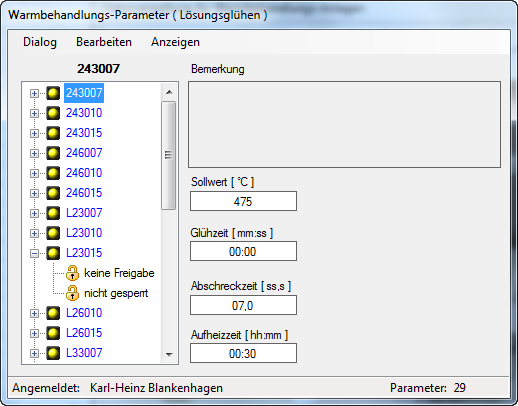 Warmbehandlungs-Parameter ( Lösungsglühen )
Dialog Bearbeiten Anzeigen
243007
243007
243010
243015
246007
246010
246015
L23007
L23010
L23015
keine Freigabe
nicht gesperrt
L26010
L26015
L33007
Bemerkung
Sollwert [ °C ]
475
Glühzeit [ mm:ss ]
00:00
Abschreckzeit [ ss,s ]
07,0
Aufheizzeit [ hh:mm ]
00:30
Angemeldet: Karl-Heinz Blankenhagen Parameter: 29